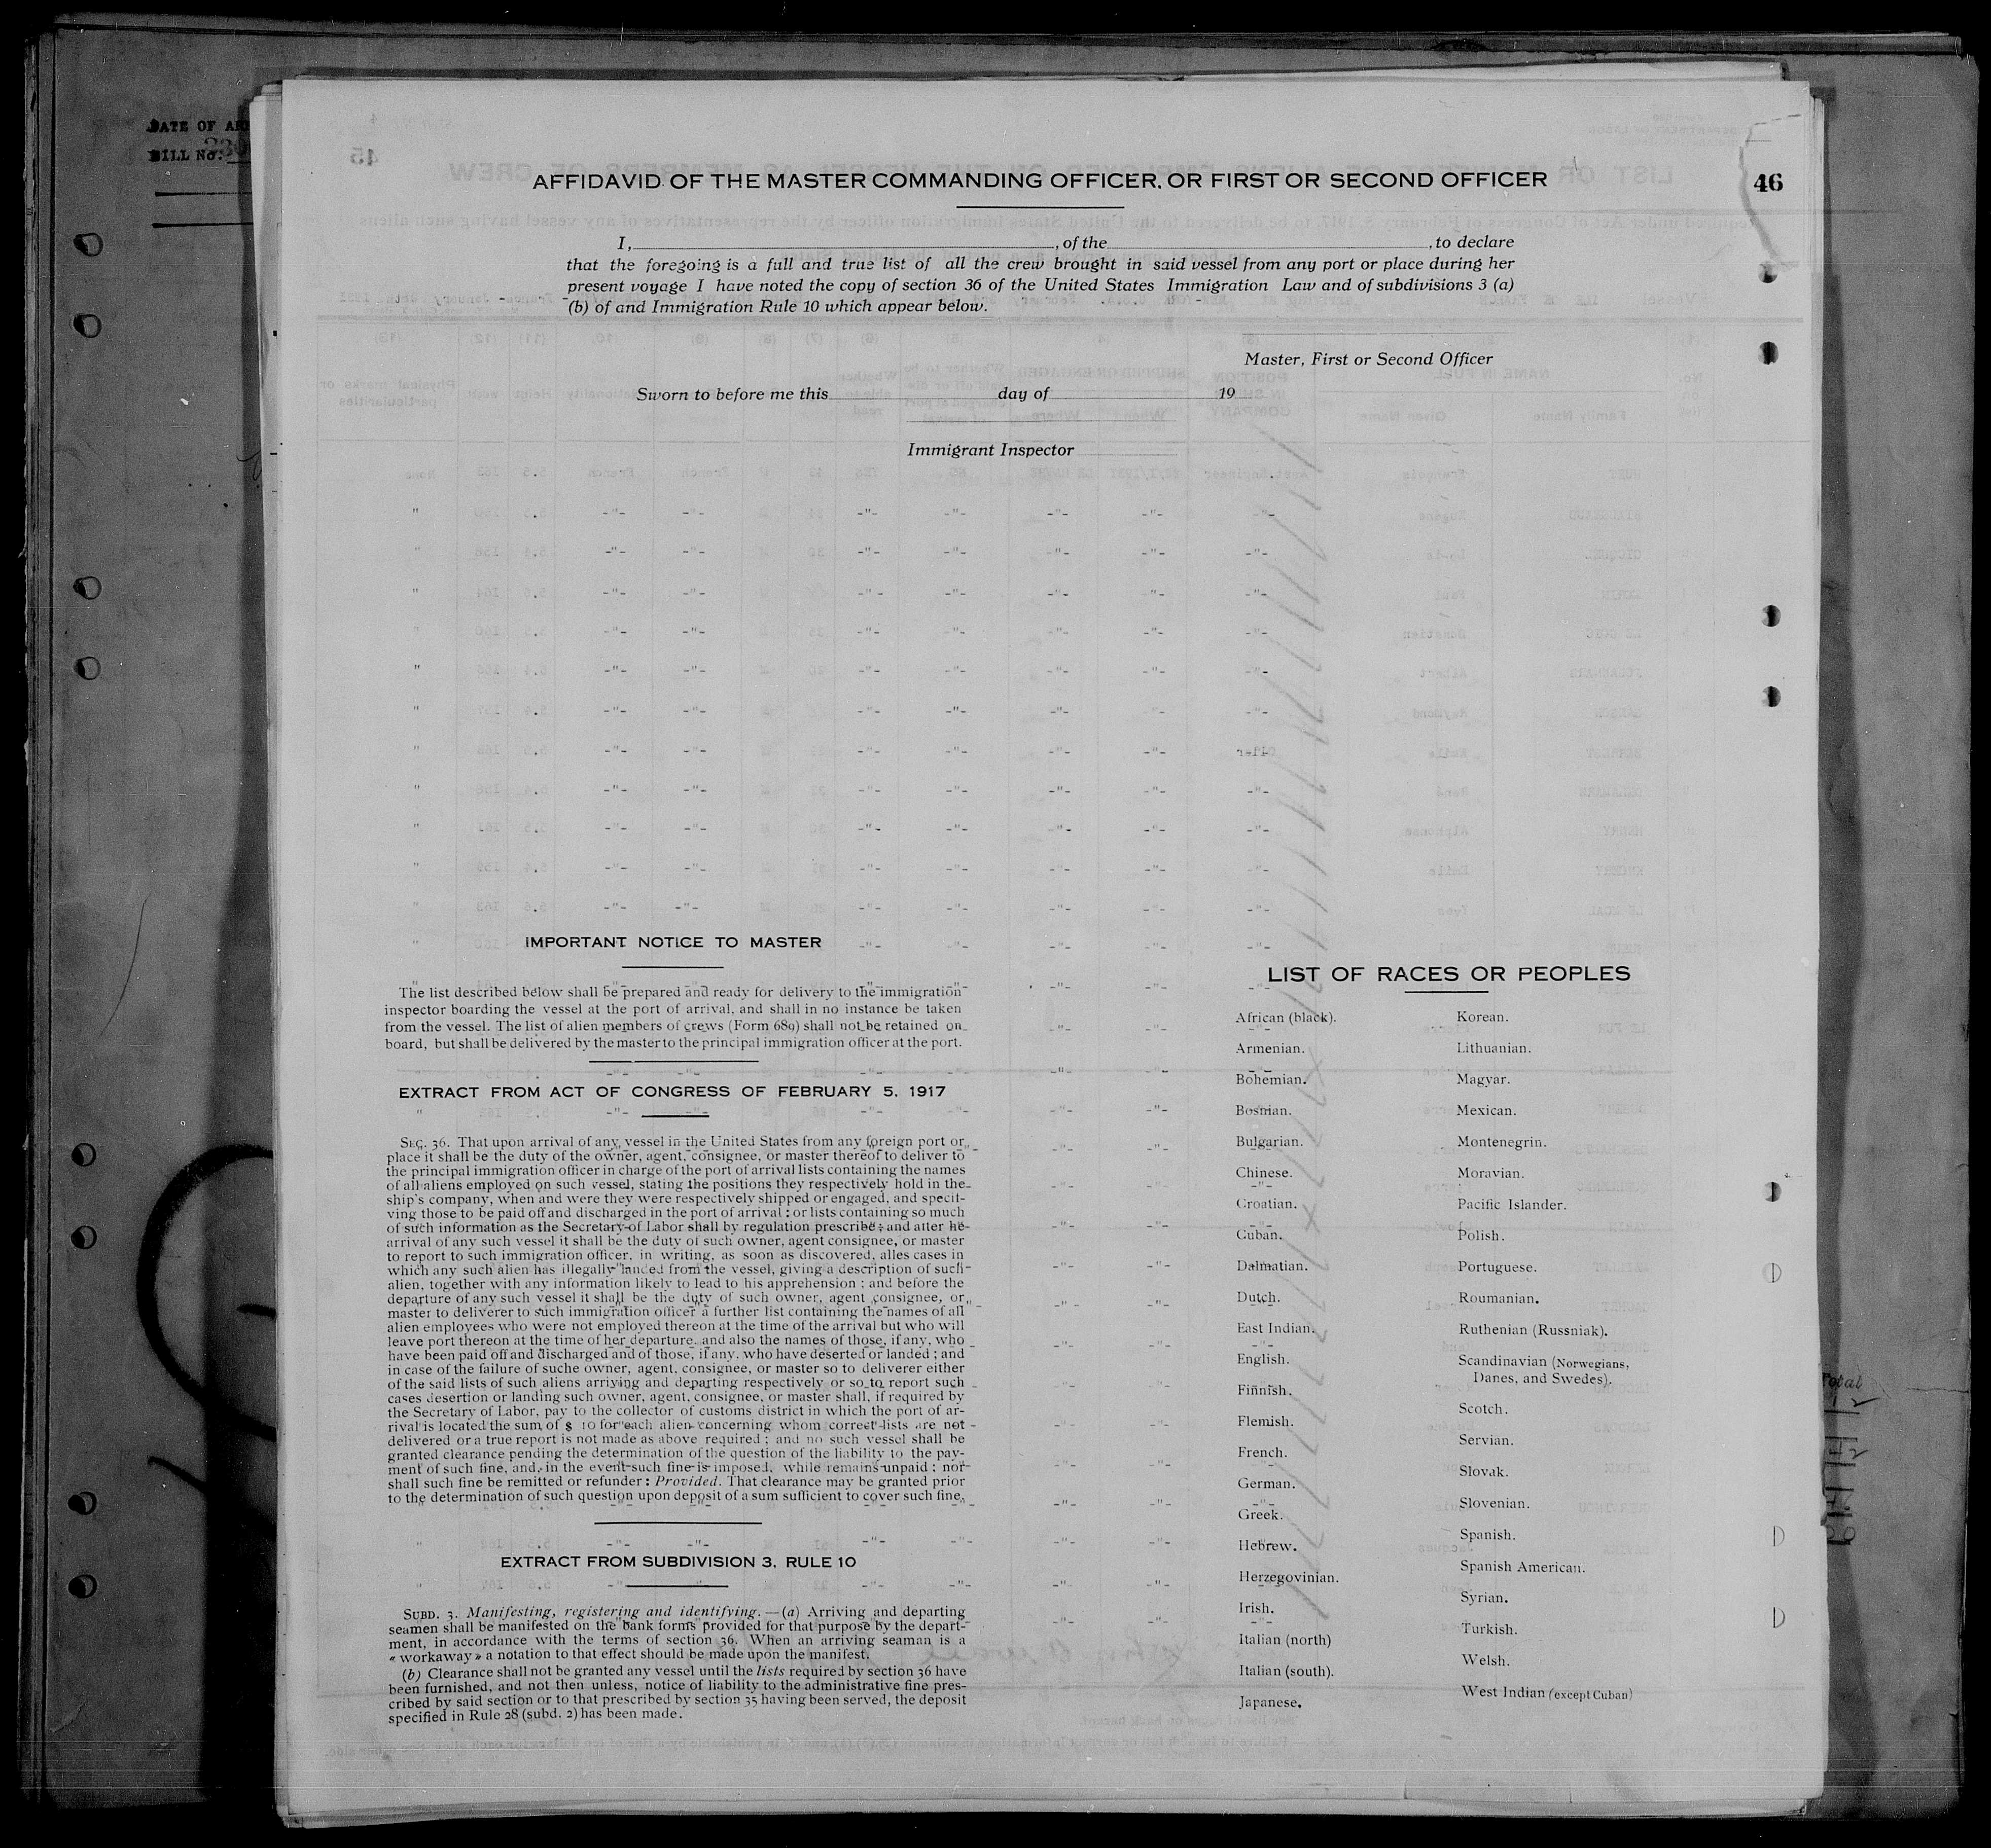 DATE OF AR
BILL No.
46
AFFIDAVID OF THE MASTER COMMANDING OFFICER, OR FIRST OR SECOND OFFICER
I, , of the , to declare
that the foregoing is a full and true list of all the crew brought in said vessel from any port or place during her
present voyage I have noted the copy of section 36 of the United States Immigration Law and of subdivisions 3 (a)
(b) of and Immigration Rule 10 which appear below.
Master, First or Second Officer
Sworn to before me this day of 19
Immigrant Inspector
IMPORTANT NOTICE TO MASTER
The list described below shall be prepared and ready for delivery to the immigration
inspector boarding the vessel at the port of arrival, and shall in no instance be taken
from the vessel. The list of alien members of crews (Form 689) shall not be retained on
board, but shall be delivered by the master to the principal immigration officer at the port.
EXTRACT FROM ACT OF CONGRESS OF FEBRUARY 5, 1917
SEC. 36. That upon arrival of any vessel in the United States from any foreign port or
place it shall be the duty of the owner, agent, consignee, or master thereof to deliver to
the principal immigration officer in charge of the port of arrival lists containing the names
of all aliens employed on such vessel, stating the positions they respectively hold in the
ship's company, when and were they were respectively shipped or engaged, and specit-
ving those to be paid off and discharged in the port of arrival : or lists containing so much
of such information as the Secretary of Labor shall by regulation prescribe ; and alter he
arrival of any such vessel it shall be the duty of such owner, agent consignee, or master
to report to such immigration officer, in writing, as soon as discovered, alles cases in
which any such alien has illegally landed from the vessel, giving a description of such
alien, together with any information likely to lead to his apprehension ; and before the
departure of any such vessel it shall be the duty of such owner, agent consignee, or
master to deliverer to such immigration officer a further list containing the names of all
alien employees who were not employed thereon at the time of the arrival but who will
leave port thereon at the time of her departure, and also the names of those, if any, who
have been paid off and discharged and of those, if any, who have deserted or landed ; and
in case of the failure of suche owner, agent, consignee, or master so to deliverer either
of the said lists of such aliens arriying and departing respectively or so to report such
cases desertion or landing such owner, agent, consignee, or master shall, if required by
the Secretary of Labor, pay to the collector of customs district in which the port of ar-
rival is located the sum of $ 10 for each alien concerning whom correct lists are not
delivered or a true report is not made as above required ; and no such vessel shall be
granted clearance pending the determination of the question of the liability to the pay-
ment of such fine, and, in the event such fine is imposed, while remains unpaid ; nor
shall such fine be remitted or refunder : Provided. That clearance may be granted prior
to the determination of such question upon deposit of a sum sufficient to cover such fine.
EXTRACT FROM SUBDIVISION 3, RULE 10
SUBD. 3. Manifesting, registering and identifying. — (a) Arriving and departing
seamen shall be manifested on the bank forms provided for that purpose by the depart-
ment, in accordance with the terms of section 36. When an arriving seaman is a
« workaway » a notation to that effect should be made upon the manifest.
(b) Clearance shall not be granted any vessel until the lists required by section 36 have
been furnished, and not then unless, notice of liability to the administrative fine pres-
cribed by said section or to that prescribed by section 35 having been served, the deposit
specified in Rule 28 (subd. 2) has been made.
LIST OF RACES OR PEOPLES
African (black).
Armenian.
Bohemian.
Bosnian.
Bulgarian.
Chinese.
Croatian.
Cuban.
Dalmatian.
Dutch.
East Indian.
English.
Finnish.
Flemish.
French.
German.
Greek.
Hebrew.
Herzegovinian.
Irish.
Italian (north)
Italian (south).
Japanese.
Korean.
Lithuanian.
Magyar.
Mexican.
Montenegrin.
Moravian.
Pacific Islander.
Polish.
Portuguese.
Roumanian.
Ruthenian (Russniak).
Scandinavian (Norwegians,
Danes, and Swedes).
Scotch.
Servian.
Slovak.
Slovenian.
Spanish.
Spanish American.
Syrian.
Turkish.
Welsh.
West Indian (except Cuban)
Total